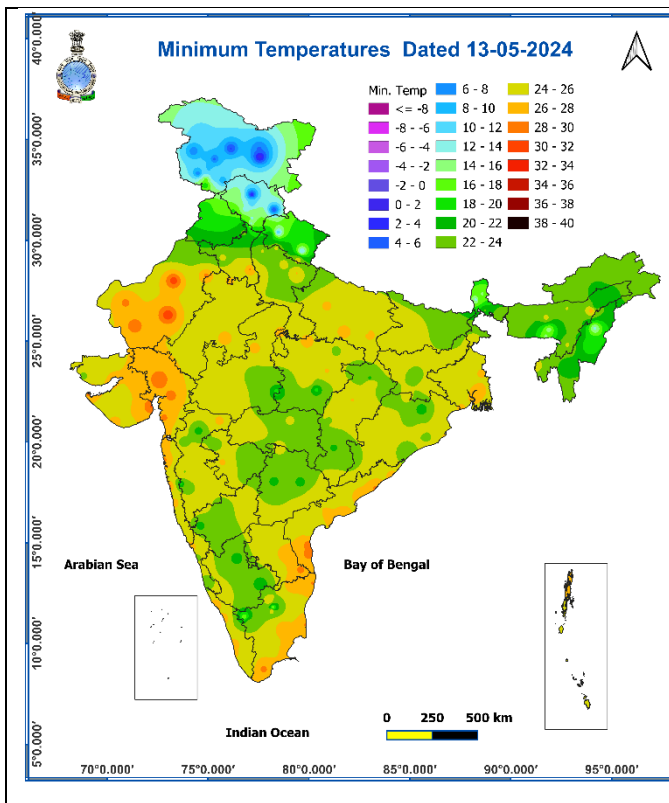 Minimum Temperatures Dated 13-05-2024
Min. Temp
<= -8
-8 - -6
-6 - -4
-4 - -2
-2 - 0
0 - 2
2 - 4
4 - 6
6 - 8
8 - 10
10 - 12
12 - 14
14 - 16
16 - 18
18 - 20
20 - 22
22 - 24
24 - 26
26 - 28
28 - 30
30 - 32
32 - 34
34 - 36
36 - 38
38 - 40
40°0.000'
35°0.000'
30°0.000'
25°0.000'
20°0.000'
15°0.000'
10°0.000'
5°0.000'
Arabian Sea
Bay of Bengal
Indian Ocean
0 250 500 km
70°0.000' 75°0.000' 80°0.000' 85°0.000' 90°0.000' 95°0.000'